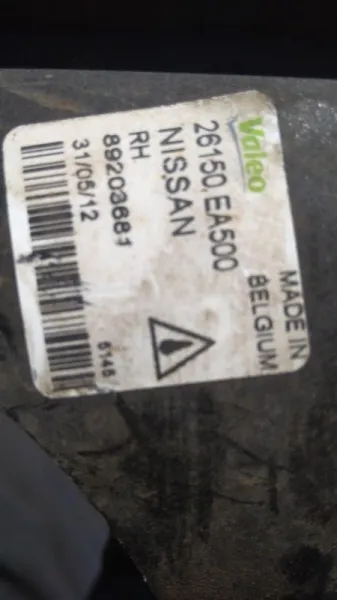 Valeo
MADE IN
BELGIUM
26150,EA500
NISSAN
RH
89203681
31/05/12
5145